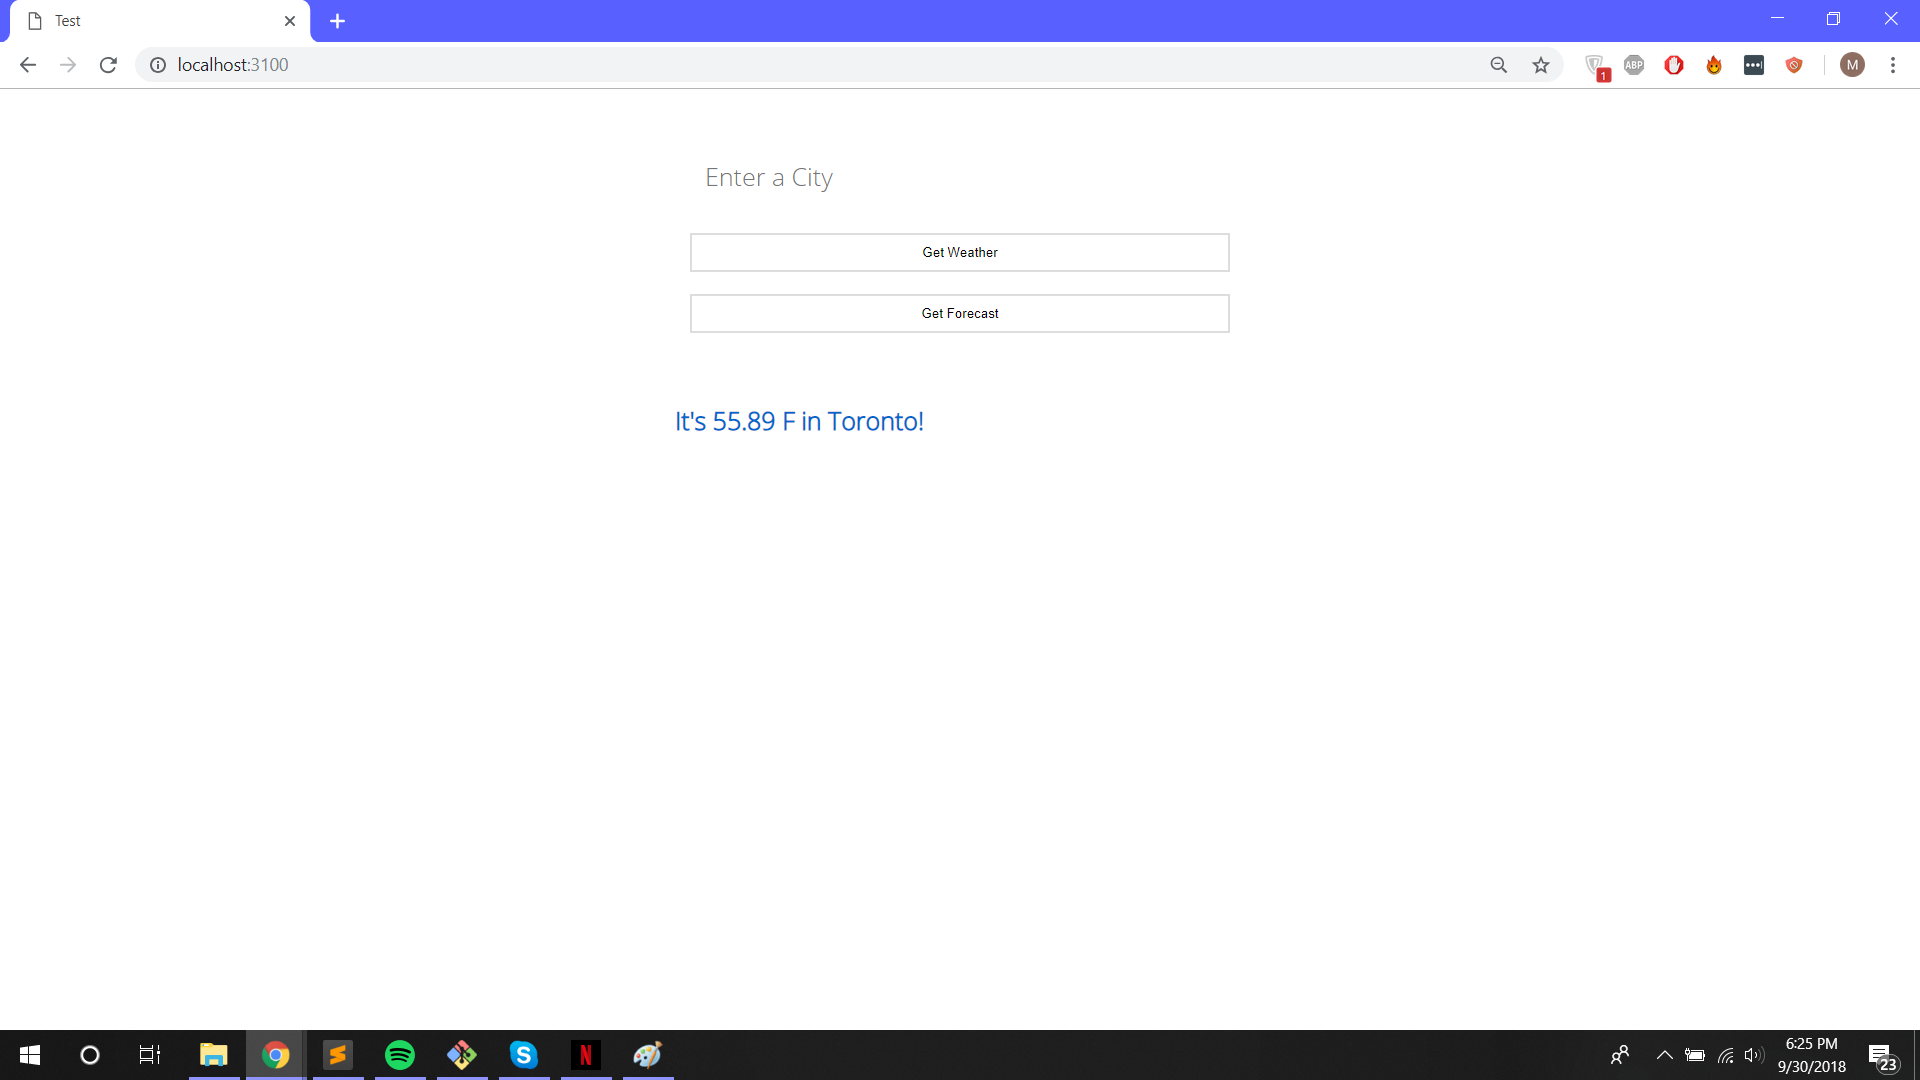 Test
localhost:3100
1
ABP
M
Enter a City
Get Weather
Get Forecast
It's 55.89 F in Toronto!
S
N
6:25 PM
9/30/2018
23